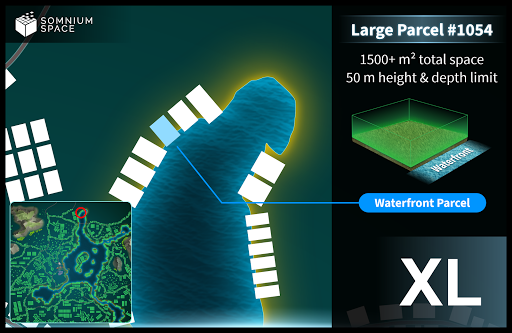 SOMNIUM
SPACE
Large Parcel #1054
1500+ m² total space
50 m height & depth limit
Waterfront
Waterfront Parcel
XL